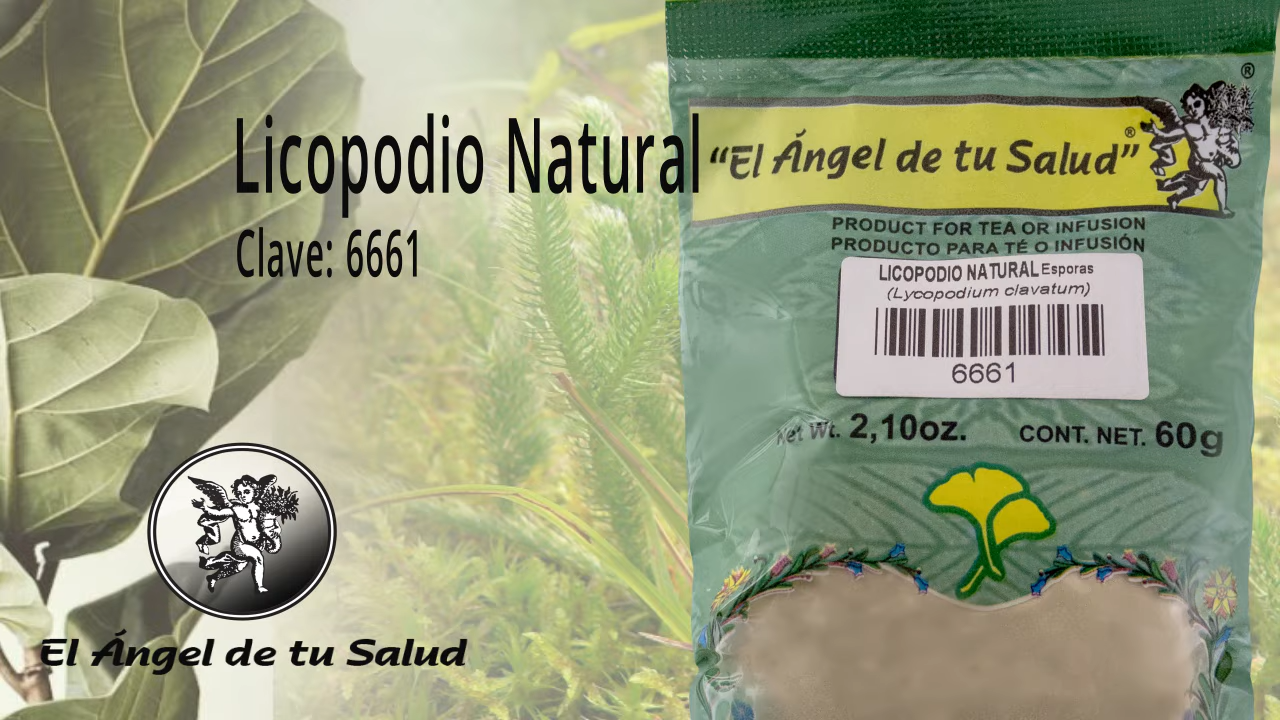 Licopodio Natural
Clave: 6661
El Ángel de tu Salud
®
"El Ángel de tu Salud"®
PRODUCT FOR TEA OR INFUSION
PRODUCTO PARA TÉ O INFUSIÓN
LICOPODIO NATURAL Esporas
(Lycopodium clavatum)
6661
Net Wt. 2,10oz. CONT. NET. 60g